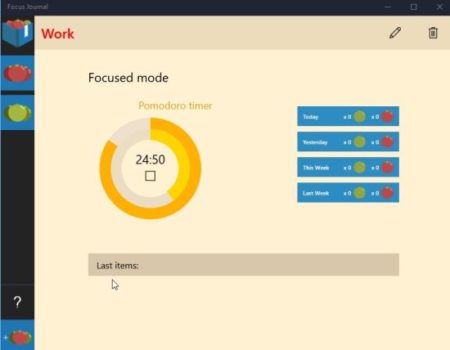 Focus Journal
Work
Focused mode
Pomodoro timer
24:50
Today x 0 x 0
Yesterday x 0 x 0
This Week x 0 x 0
Last Week x 0 x 0
Last items:
?
+